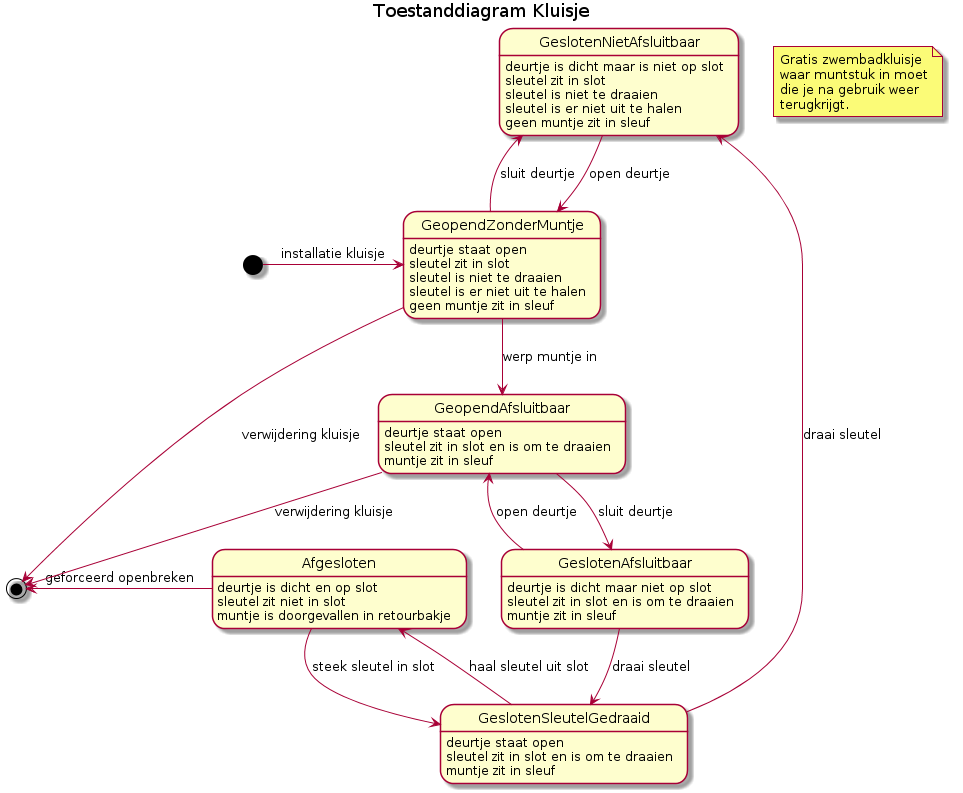 Toestanddiagram Kluisje
GeslotenNietAfsluitbaar
deurtje is dicht maar is niet op slot
sleutel zit in slot
sleutel is niet te draaien
sleutel is er niet uit te halen
geen muntje zit in sleuf
Gratis zwembadkluisje
waar muntstuk in moet
die je na gebruik weer
terugkrijgt.
sluit deurtje
open deurtje
GeopendZonderMuntje
deurtje staat open
sleutel zit in slot
sleutel is niet te draaien
sleutel is er niet uit te halen
geen muntje zit in sleuf
installatie kluisje
werp muntje in
verwijdering kluisje
GeopendAfsluitbaar
deurtje staat open
sleutel zit in slot en is om te draaien
muntje zit in sleuf
draai sleutel
verwijdering kluisje
open deurtje
sluit deurtje
geforceerd openbreken
Afgesloten
deurtje is dicht en op slot
sleutel zit niet in slot
muntje is doorgevallen in retourbakje
GeslotenAfsluitbaar
deurtje is dicht maar niet op slot
sleutel zit in slot en is om te draaien
muntje zit in sleuf
steek sleutel in slot
haal sleutel uit slot
draai sleutel
GeslotenSleutelGedraaid
deurtje staat open
sleutel zit in slot en is om te draaien
muntje zit in sleuf